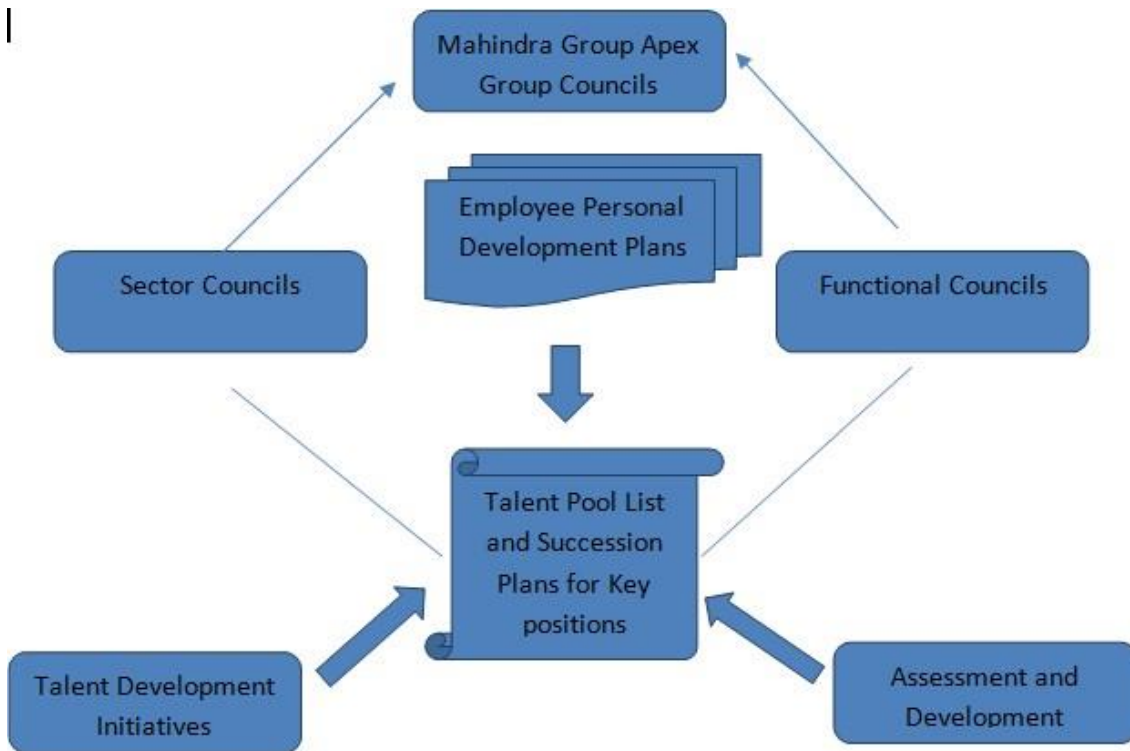 Mahindra Group Apex
Group Councils
Employee Personal
Development Plans
Sector Councils
Functional Councils
Talent Pool List
and Succession
Plans for Key
positions
Talent Development
Initiatives
Assessment and
Development